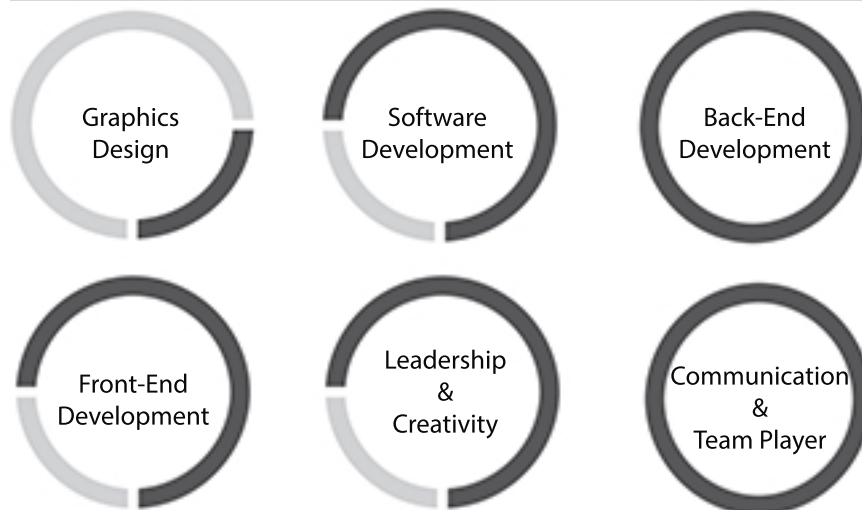 Graphics
Design
Software
Development
Back-End
Development
Front-End
Development
Leadership
&
Creativity
Communication
&
Team Player